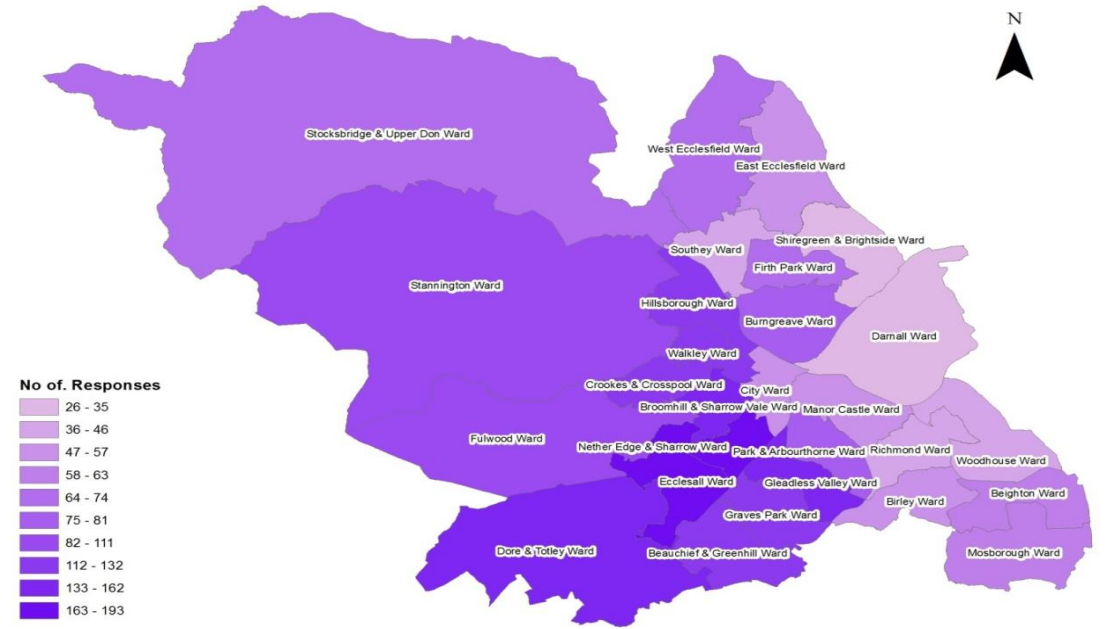 N
Stocksbridge & Upper Don Ward
West Ecclesfield Ward
East Ecclesfield Ward
Shiregreen & Brightside Ward
Southey Ward
Firth Park Ward
Stannington Ward
Hillsborough Ward
Burngreave Ward
Darnall Ward
Walkley Ward
Crookes & Crosspool Ward
City Ward
Broomhill & Sharrow Vale Ward
Manor Castle Ward
Fulwood Ward
Nether Edge & Sharrow Ward
Park & Arbourthorne Ward
Richmond Ward
Woodhouse Ward
Ecclesall Ward
Gleadless Valley Ward
Beighton Ward
Birley Ward
Graves Park Ward
Dore & Totley Ward
Beauchief & Greenhill Ward
Mosborough Ward
No of. Responses
26 - 35
36 - 46
47 - 57
58 - 63
64 - 74
75 - 81
82 - 111
112 - 132
133 - 162
163 - 193